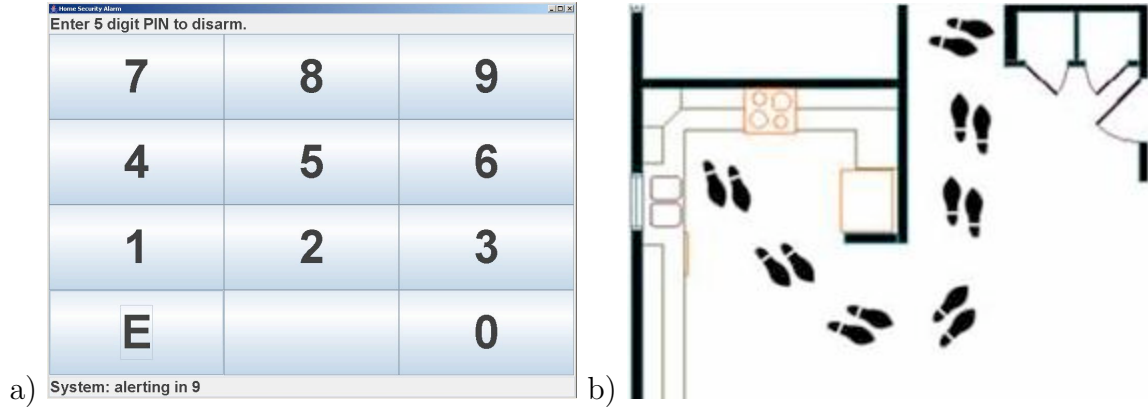 Home Security Alarm
Enter 5 digit PIN to disarm.
7 8 9
4 5 6
1 2 3
E 0
System: alerting in 9
a)
b)